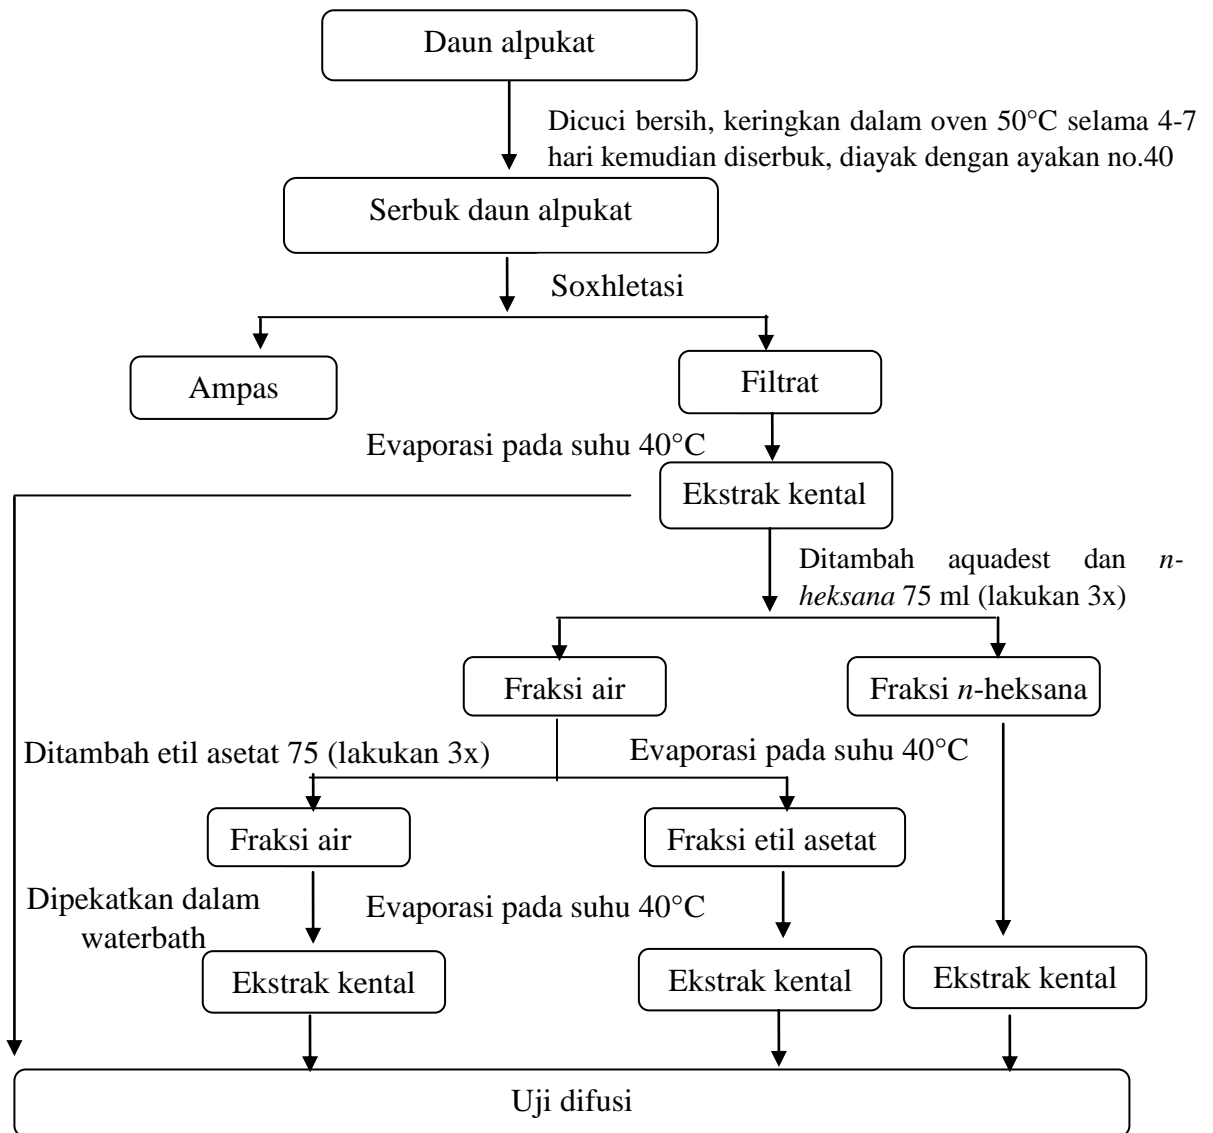 Daun alpukat
Dicuci bersih, keringkan dalam oven 50°C selama 4-7
hari kemudian diserbuk, diayak dengan ayakan no.40
Serbuk daun alpukat
Soxhletasi
Ampas
Filtrat
Evaporasi pada suhu 40°C
Ekstrak kental
Ditambah aquadest dan n-
heksana 75 ml (lakukan 3x)
Fraksi air
Fraksi n-heksana
Ditambah etil asetat 75 (lakukan 3x)
Evaporasi pada suhu 40°C
Fraksi air
Fraksi etil asetat
Dipekatkan dalam
waterbath
Evaporasi pada suhu 40°C
Ekstrak kental
Ekstrak kental
Ekstrak kental
Uji difusi